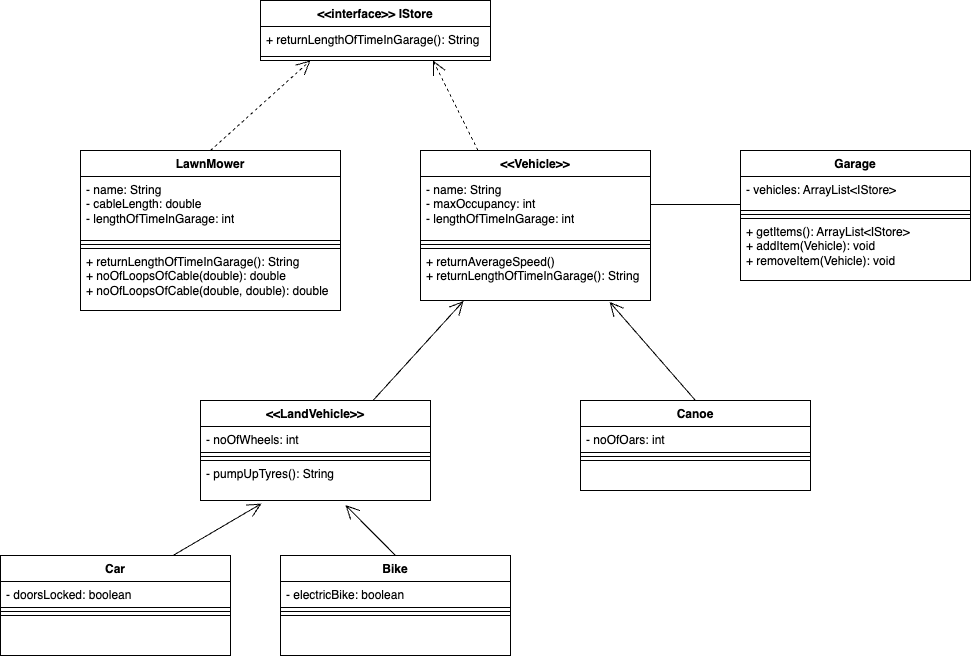 <<interface>> IStore
+ returnLengthOfTimeInGarage(): String
LawnMower
- name: String
- cableLength: double
- lengthOfTimeInGarage: int
+ returnLengthOfTimeInGarage(): String
+ noOfLoopsOfCable(double): double
+ noOfLoopsOfCable(double, double): double
<<Vehicle>>
- name: String
- maxOccupancy: int
- lengthOfTimeInGarage: int
+ returnAverageSpeed()
+ returnLengthOfTimeInGarage(): String
Garage
- vehicles: ArrayList<IStore>
+ getItems(): ArrayList<IStore>
+ addItem(Vehicle): void
+ removeItem(Vehicle): void
<<LandVehicle>>
- noOfWheels: int
- pumpUpTyres(): String
Canoe
- noOfOars: int
Car
- doorsLocked: boolean
Bike
- electricBike: boolean